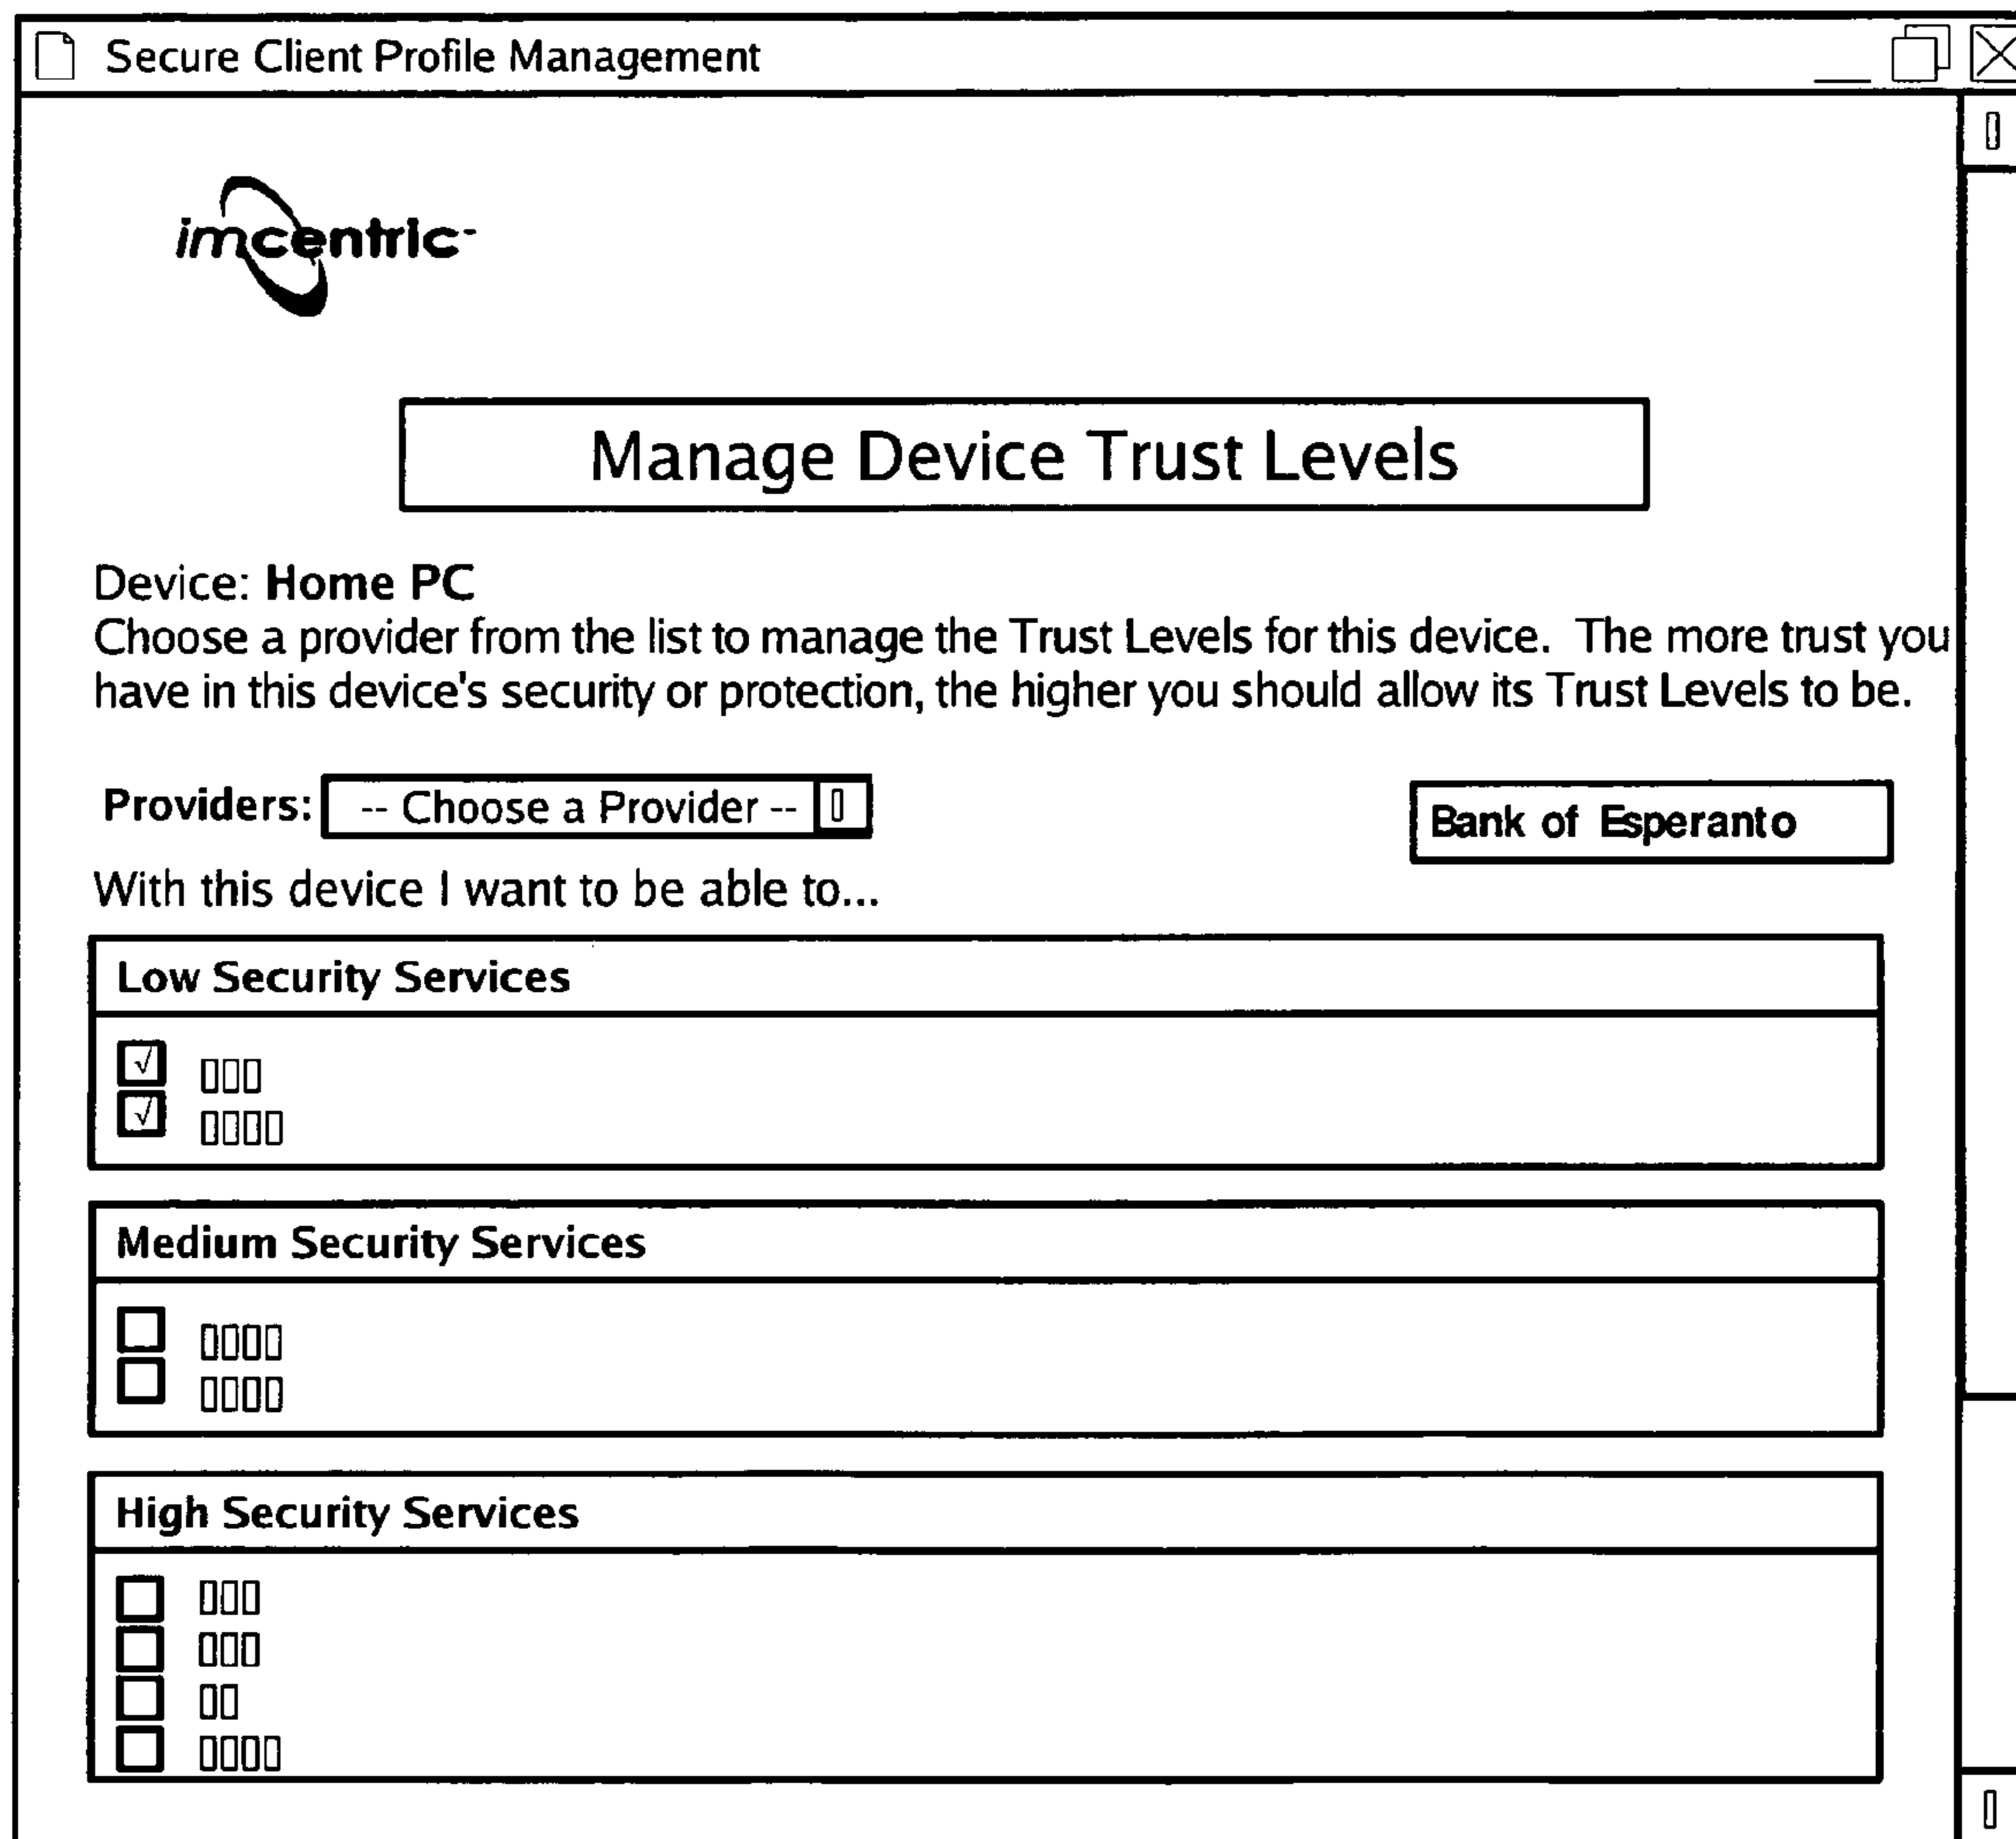 Secure Client Profile Management
imcentric
Manage Device Trust Levels
Device: Home PC
Choose a provider from the list to manage the Trust Levels for this device. The more trust you
have in this device's security or protection, the higher you should allow its Trust Levels to be.
Providers: -- Choose a Provider --
Bank of Esperanto
With this device I want to be able to...
Low Security Services
Medium Security Services
High Security Services